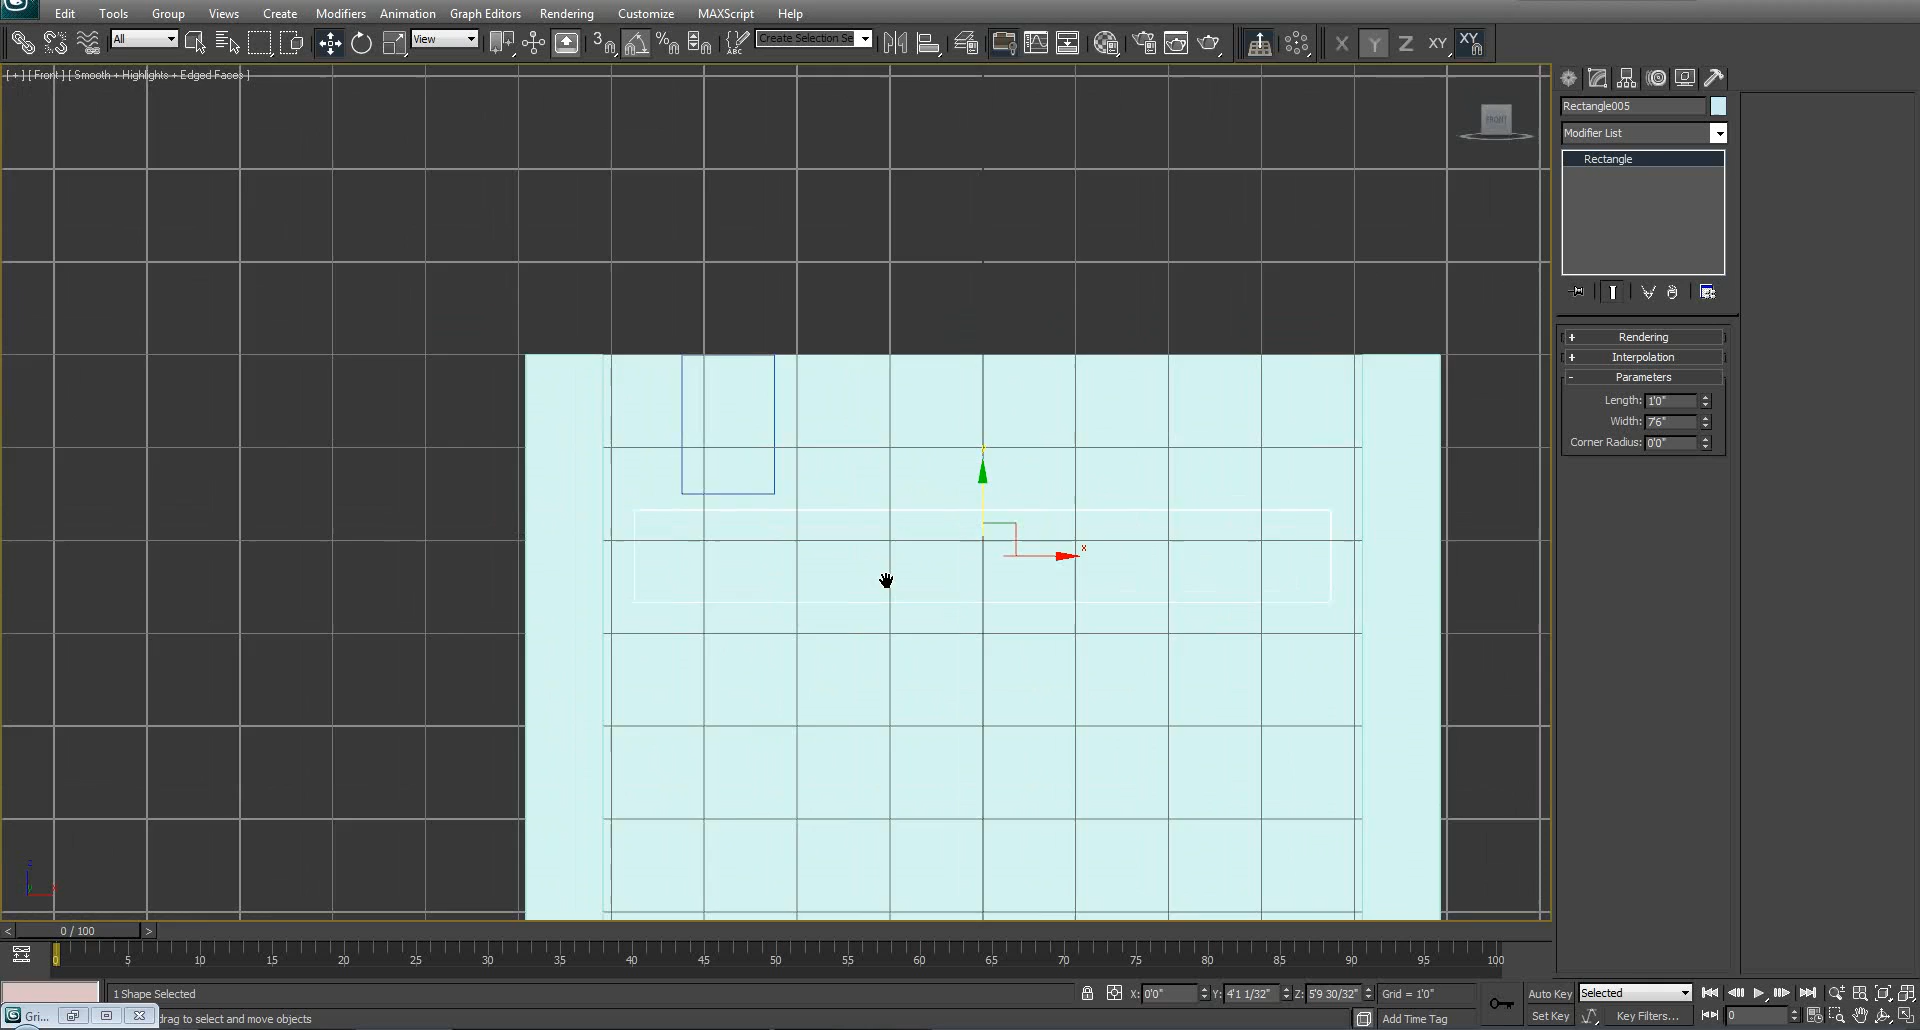 Edit Tools Group Views Create Modifiers Animation Graph Editors Rendering Customize MAXScript Help
All View 3 % ABC Create Selection Se X Y Z XY XY
[ + ] [ Front ] [ Smooth + Highlights + Edged Faces ]
FRONT
Rectangle005
Modifier List
Rectangle
+ Rendering
+ Interpolation
- Parameters
Length: 1'0"
Width: 7'6"
Corner Radius: 0'0"
x
< 0 / 100 >
0 5 10 15 20 25 30 35 40 45 50 55 60 65 70 75 80 85 90 95 100
1 Shape Selected X: 0'0" Y: 4'1 1/32" Z: 5'9 30/32" Grid = 1'0" Auto Key Selected
Gri... drag to select and move objects Add Time Tag Set Key Key Filters... 0